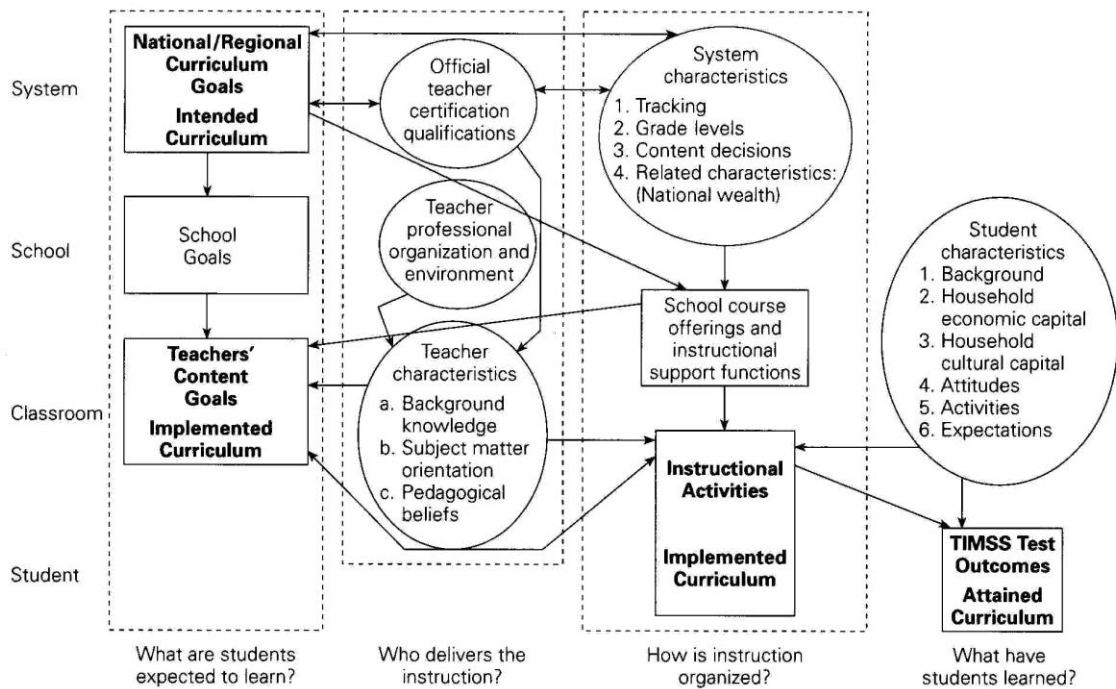 System
School
Classroom
Student
National/Regional
Curriculum
Goals
Intended
Curriculum
School
Goals
Teachers’
Content
Goals
Implemented
Curriculum
What are students
expected to learn?
Official
teacher
certification
qualifications
Teacher
professional
organization and
environment
Teacher
characteristics
a. Background
knowledge
b. Subject matter
orientation
c. Pedagogical
beliefs
Who delivers the
instruction?
System
characteristics
1. Tracking
2. Grade levels
3. Content decisions
4. Related characteristics:
(National wealth)
School course
offerings and
instructional
support functions
Instructional
Activities
Implemented
Curriculum
How is instruction
organized?
Student
characteristics
1. Background
2. Household
economic capital
3. Household
cultural capital
4. Attitudes
5. Activities
6. Expectations
TIMSS Test
Outcomes
Attained
Curriculum
What have
students learned?